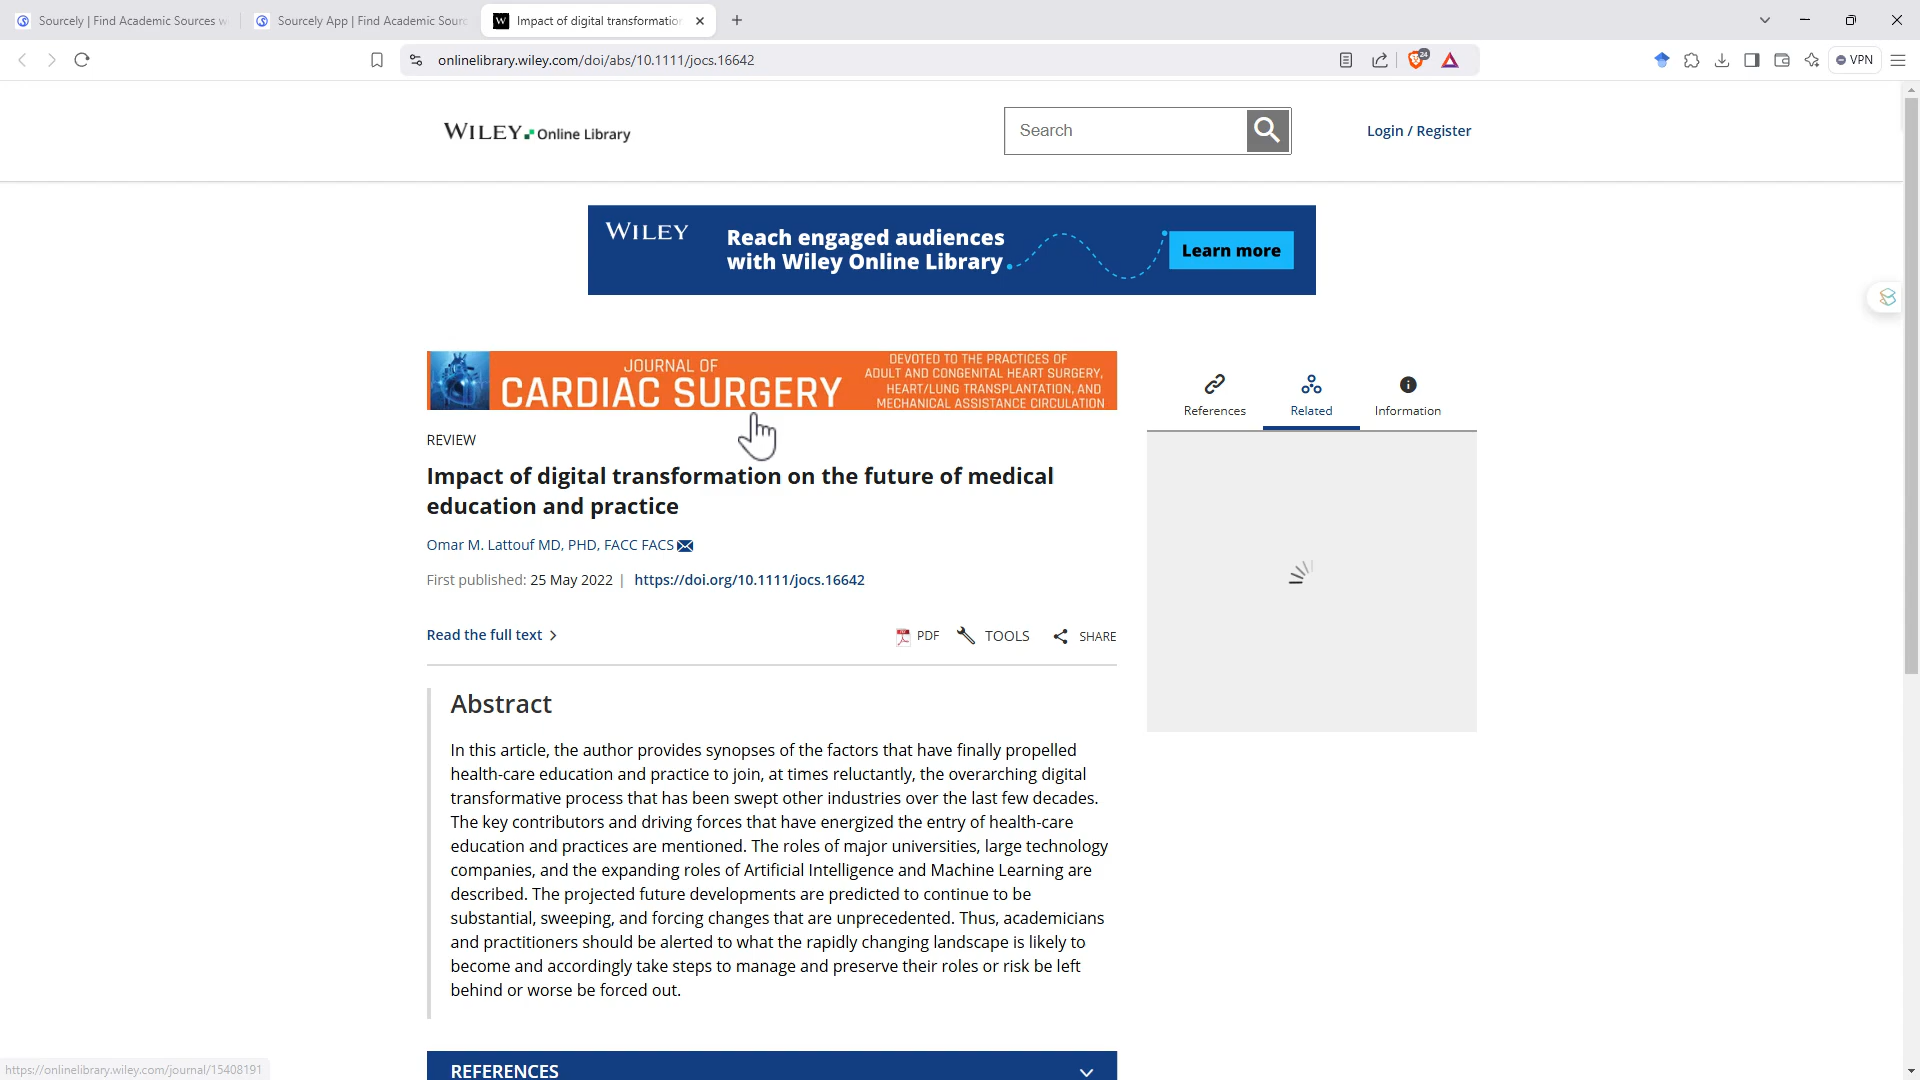 Sourcely | Find Academic Sources w
Sourcely App | Find Academic Sourc
W
Impact of digital transformation
onlinelibrary.wiley.com/doi/abs/10.1111/jocs.16642
24
VPN
WILEY Online Library
Search
Login / Register
WILEY
Reach engaged audiences
with Wiley Online Library
Learn more
JOURNAL OF
CARDIAC SURGERY
DEVOTED TO THE PRACTICES OF
ADULT AND CONGENITAL HEART SURGERY,
HEART/LUNG TRANSPLANTATION, AND
MECHANICAL ASSISTANCE CIRCULATION
References
Related
Information
REVIEW
Impact of digital transformation on the future of medical
education and practice
Omar M. Lattouf MD, PHD, FACC FACS
First published: 25 May 2022 | https://doi.org/10.1111/jocs.16642
Read the full text
PDF
TOOLS
SHARE
Abstract
In this article, the author provides synopses of the factors that have finally propelled
health-care education and practice to join, at times reluctantly, the overarching digital
transformative process that has been swept other industries over the last few decades.
The key contributors and driving forces that have energized the entry of health-care
education and practices are mentioned. The roles of major universities, large technology
companies, and the expanding roles of Artificial Intelligence and Machine Learning are
described. The projected future developments are predicted to continue to be
substantial, sweeping, and forcing changes that are unprecedented. Thus, academicians
and practitioners should be alerted to what the rapidly changing landscape is likely to
become and accordingly take steps to manage and preserve their roles or risk be left
behind or worse be forced out.
REFERENCES
https://onlinelibrary.wiley.com/journal/15408191